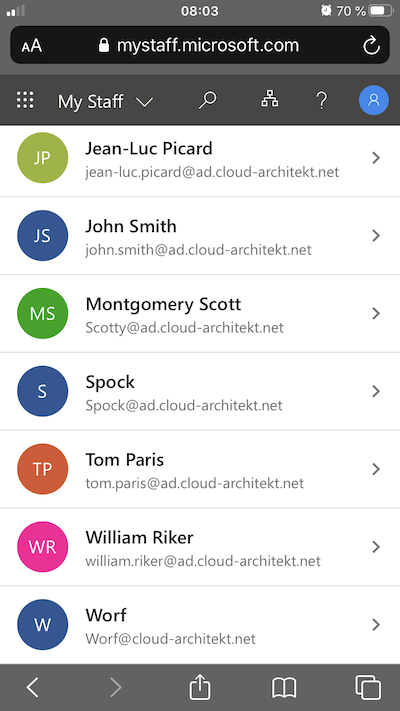 08:03
70 %
AA
mystaff.microsoft.com
My Staff
?
JP
Jean-Luc Picard
jean-luc.picard@ad.cloud-architekt.net
JS
John Smith
john.smith@ad.cloud-architekt.net
MS
Montgomery Scott
Scotty@ad.cloud-architekt.net
S
Spock
Spock@ad.cloud-architekt.net
TP
Tom Paris
tom.paris@ad.cloud-architekt.net
WR
William Riker
william.riker@ad.cloud-architekt.net
W
Worf
Worf@cloud-architekt.net